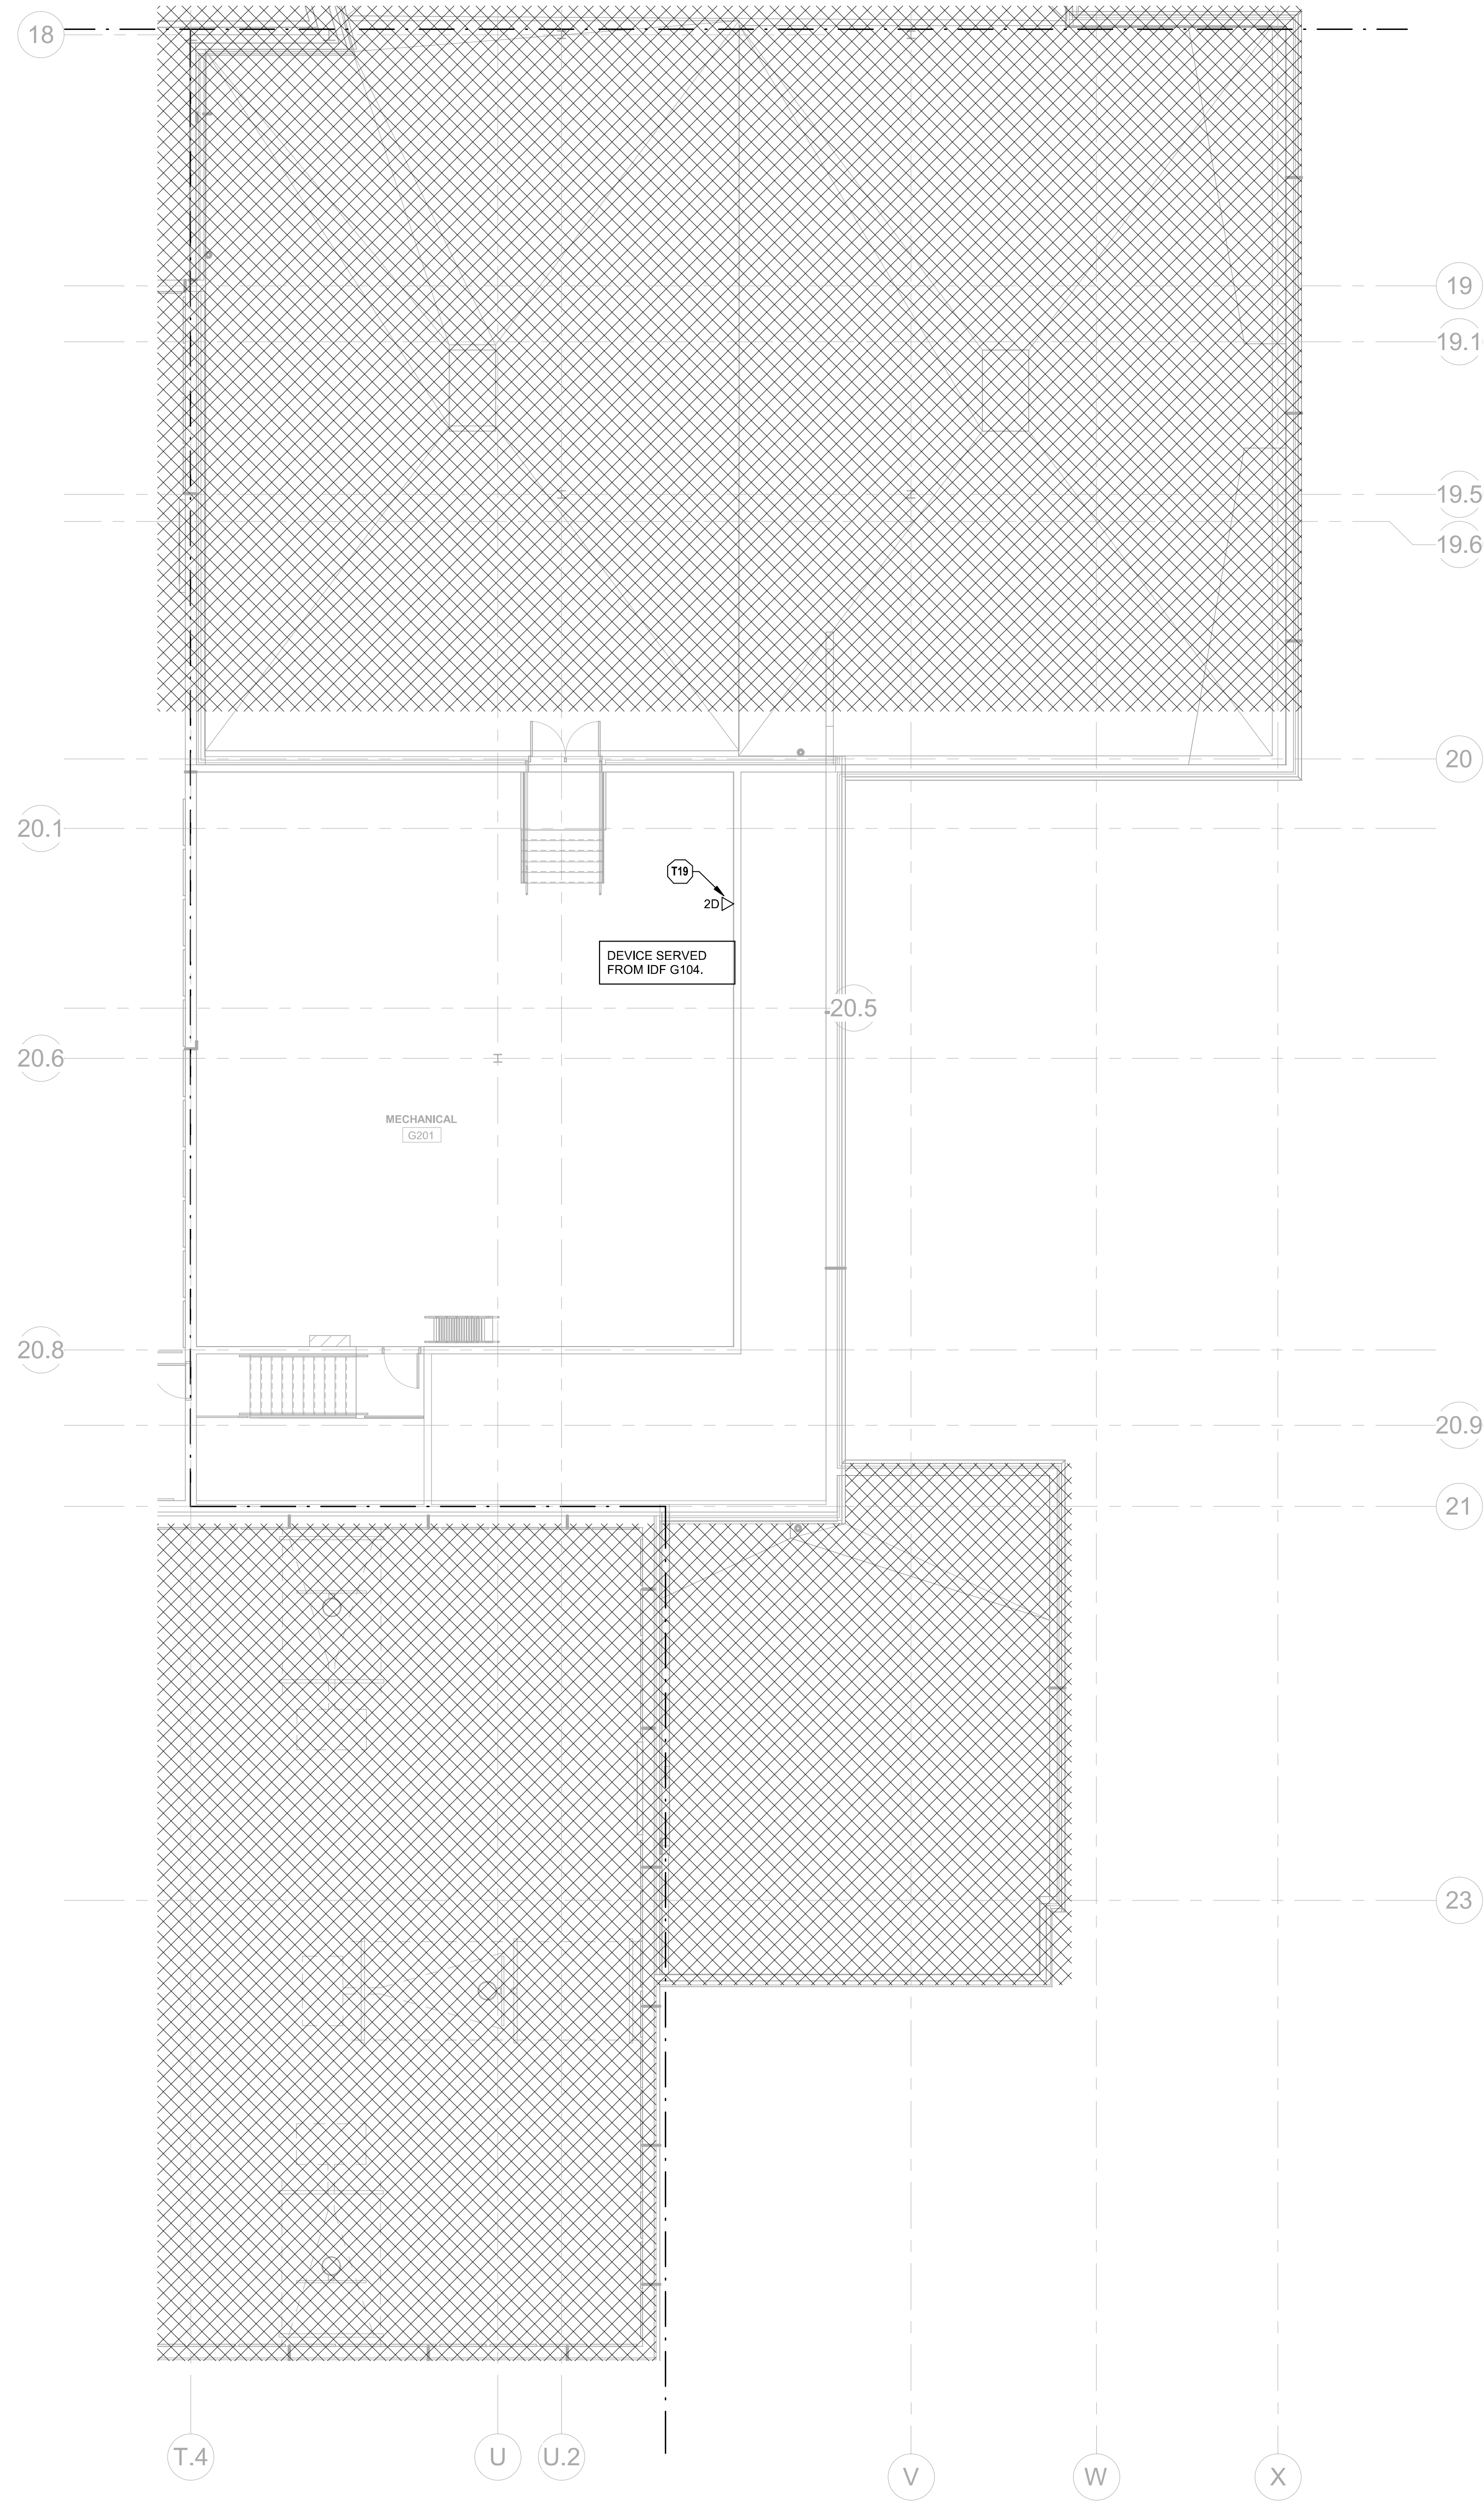 18
19
19.1
19.5
19.6
20
20.1
T19
2D
DEVICE SERVED
FROM IDF G104.
20.5
20.6
MECHANICAL
G201
20.8
20.9
21
23
T.4
U
U.2
V
W
X